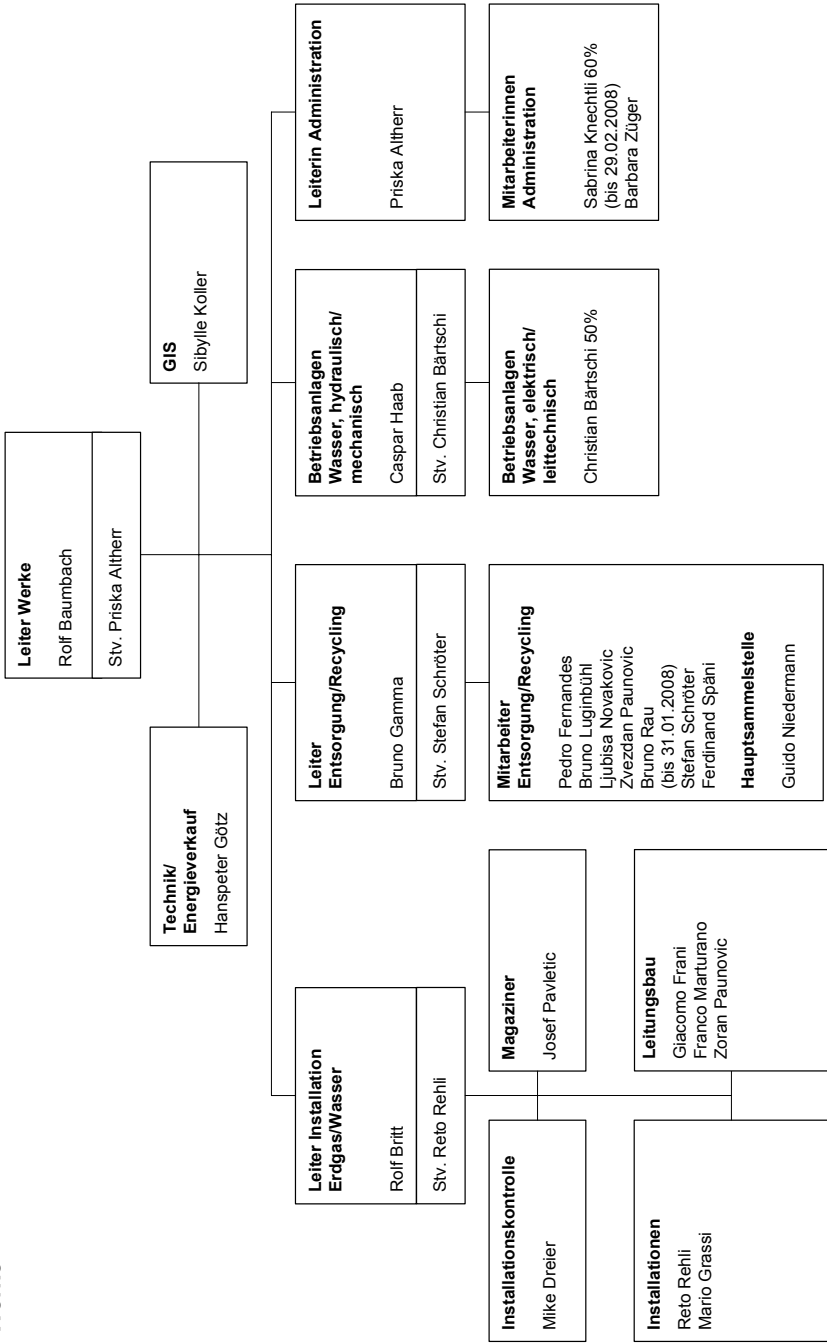 Leiter Werke
Rolf Baumbach
Stv. Priska Altherr
Technik/
Energieverkauf
Hanspeter Götz
GIS
Sibylle Koller
Leiter Installation
Erdgas/Wasser
Rolf Britt
Stv. Reto Rehli
Leiter
Entsorgung/Recycling
Bruno Gamma
Stv. Stefan Schröter
Betriebsanlagen
Wasser, hydraulisch/
mechanisch
Caspar Haab
Stv. Christian Bärtschi
Leiterin Administration
Priska Altherr
Installationskontrolle
Mike Dreier
Magaziner
Josef Pavletic
Mitarbeiter
Entsorgung/Recycling
Pedro Fernandes
Bruno Luginbühl
Ljubisa Novakovic
Zvezdan Paunovic
Bruno Rau
(bis 31.01.2008)
Stefan Schröter
Ferdinand Späni
Hauptsammelstelle
Guido Niedermann
Betriebsanlagen
Wasser, elektrisch/
leittechnisch
Christian Bärtschi 50%
Mitarbeiterinnen
Administration
Sabrina Knechtli 60%
(bis 29.02.2008)
Barbara Züger
Installationen
Reto Rehli
Mario Grassi
Leitungsbau
Giacomo Frani
Franco Marturano
Zoran Paunovic